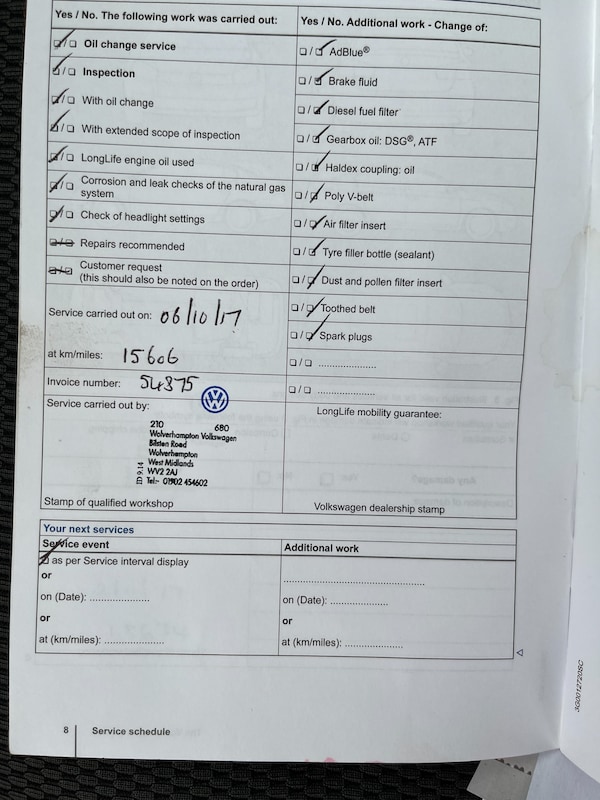 Yes / No. The following work was carried out:
☑/☐ Oil change service
☑/☐ Inspection
☑/☐ With oil change
☑/☐ With extended scope of inspection
☑/☐ LongLife engine oil used
☑/☐ Corrosion and leak checks of the natural gas
system
☑/☐ Check of headlight settings
☐/☐ Repairs recommended
☐/☐ Customer request
(this should also be noted on the order)
Service carried out on: 06/10/17
at km/miles: 15606
Invoice number: 54375
Service carried out by:
210 680
Wolverhampton Volkswagen
Bilston Road
Wolverhampton
West Midlands
WV2 2AJ
Tel:- 01902 454602
ID 9.14
Stamp of qualified workshop
Yes / No. Additional work - Change of:
☐/☑ AdBlue®
☐/☑ Brake fluid
☐/☑ Diesel fuel filter
☐/☑ Gearbox oil: DSG®, ATF
☐/☑ Haldex coupling: oil
☐/☑ Poly V-belt
☐/☑ Air filter insert
☐/☑ Tyre filler bottle (sealant)
☐/☑ Dust and pollen filter insert
☐/☑ Toothed belt
☐/☑ Spark plugs
☐/☐ ....................
☐/☐ ....................
LongLife mobility guarantee:
Volkswagen dealership stamp
Your next services
Service event
☑ as per Service interval display
or
on (Date): ....................
or
at (km/miles): ....................
Additional work
..............................................
on (Date): ....................
or
at (km/miles): ....................
8 Service schedule
3G0012720SC